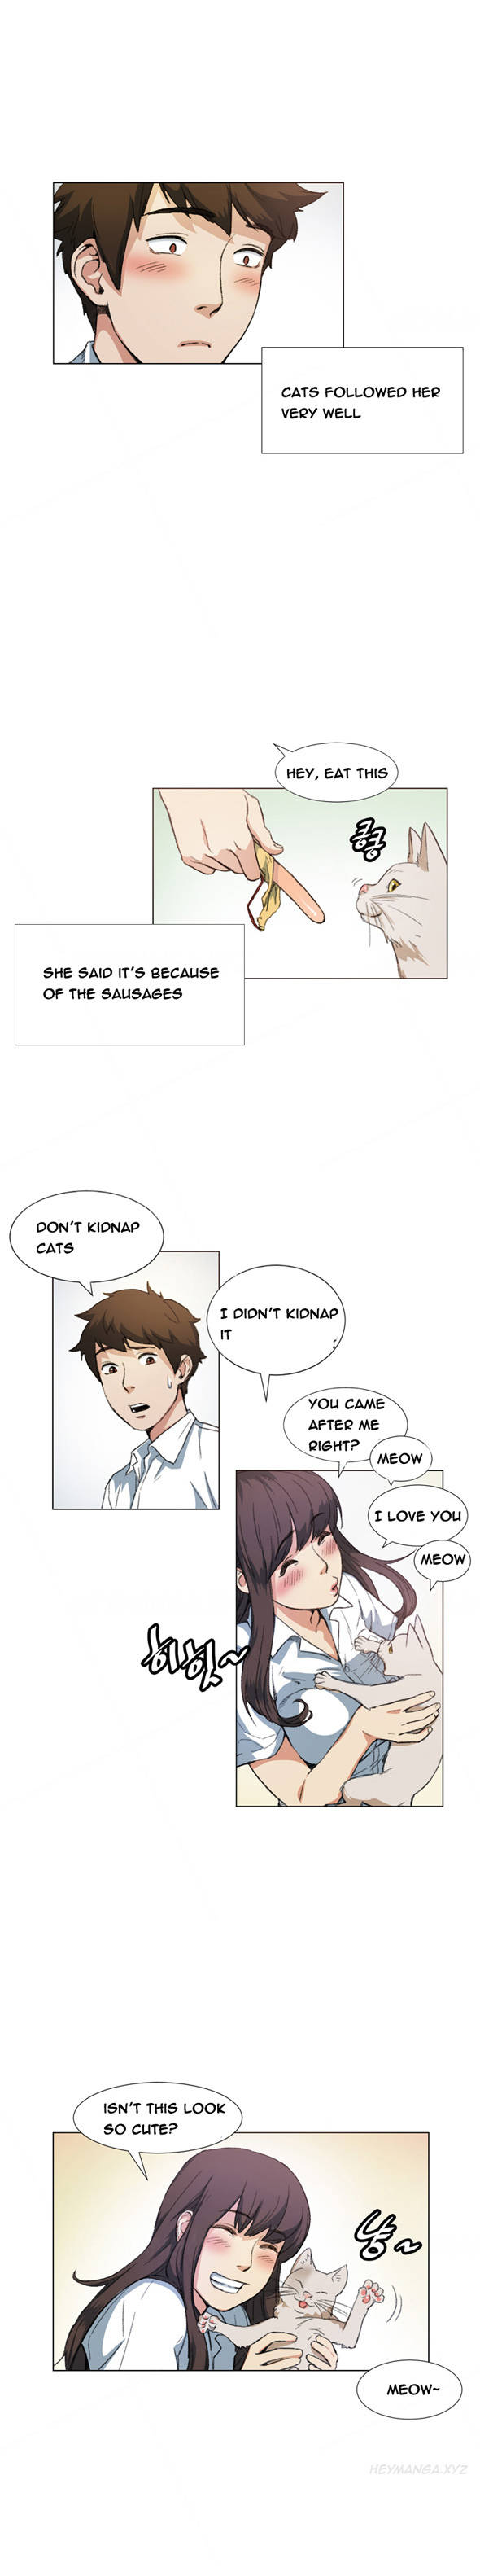 CATS FOLLOWED HER
VERY WELL
HEY, EAT THIS
킁킁
SHE SAID IT'S BECAUSE
OF THE SAUSAGES
DON'T KIDNAP
CATS
I DIDN'T KIDNAP
IT
YOU CAME
AFTER ME
RIGHT?
MEOW
I LOVE YOU
MEOW
히힛~
ISN'T THIS LOOK
SO CUTE?
냥~
MEOW~
HEYMANGA.XYZ